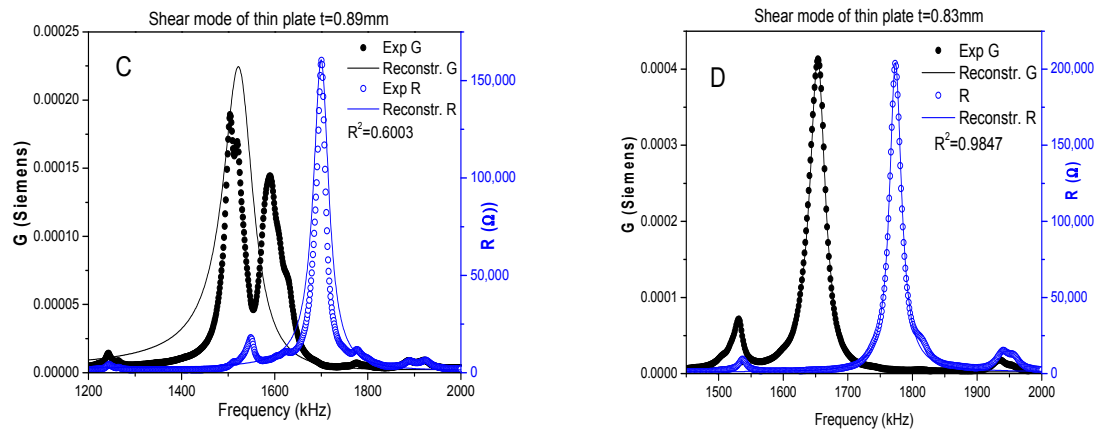 Shear mode of thin plate t=0.89mm
0.00025
0.00020
0.00015
0.00010
0.00005
0.00000
G (Siemens)
C
Exp G
Reconstr. G
Exp R
Reconstr. R
R²=0.6003
150,000
100,000
50,000
0
R (Ω))
1200 1400 1600 1800 2000
Frequency (kHz)
Shear mode of thin plate t=0.83mm
0.0004
0.0003
0.0002
0.0001
0.0000
G (Siemens)
D
Exp G
Reconstr. G
R
Reconstr. R
R²=0.9847
200,000
150,000
100,000
50,000
0
R (Ω)
1500 1600 1700 1800 1900 2000
Frequency (kHz)